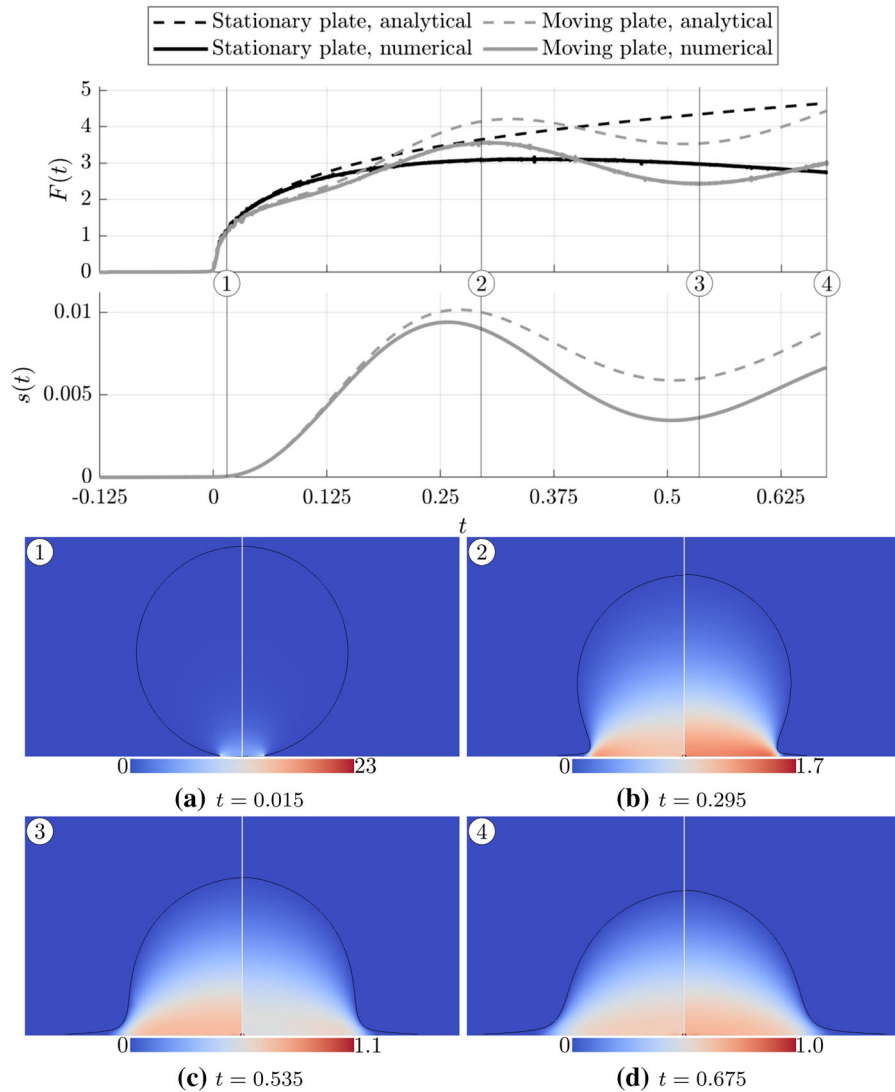 Stationary plate, analytical Moving plate, analytical
Stationary plate, numerical Moving plate, numerical
5
4
3
2
1
0
F(t)
1 2 3 4
0.01
0.005
0
s(t)
-0.125 0 0.125 0.25 0.375 0.5 0.625
t
1
0 23
(a) t = 0.015
2
0 1.7
(b) t = 0.295
3
0 1.1
(c) t = 0.535
4
0 1.0
(d) t = 0.675